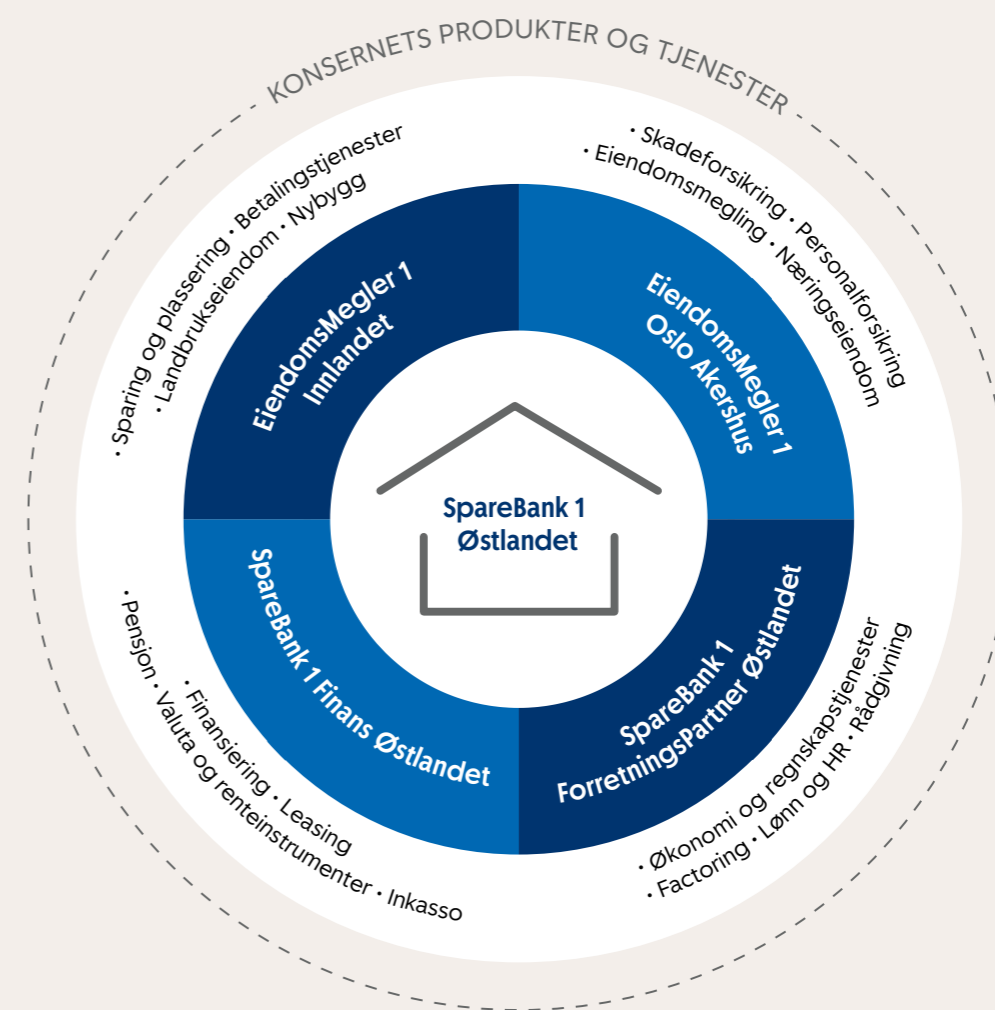 KONSERNETS PRODUKTER OG TJENESTER
· Sparing og plassering · Betalingstjenester
· Landbrukseiendom · Nybygg
· Skadeforsikring · Personalforsikring
· Eiendomsmegling · Næringseiendom
EiendomsMegler 1
Innlandet
EiendomsMegler 1
Oslo Akershus
SpareBank 1
Østlandet
SpareBank 1 Finans Østlandet
SpareBank 1
ForretningsPartner Østlandet
· Finansiering · Leasing
· Pensjon · Valuta og renteinstrumenter · Inkasso
· Økonomi og regnskapstjenester
· Factoring · Lønn og HR · Rådgivning